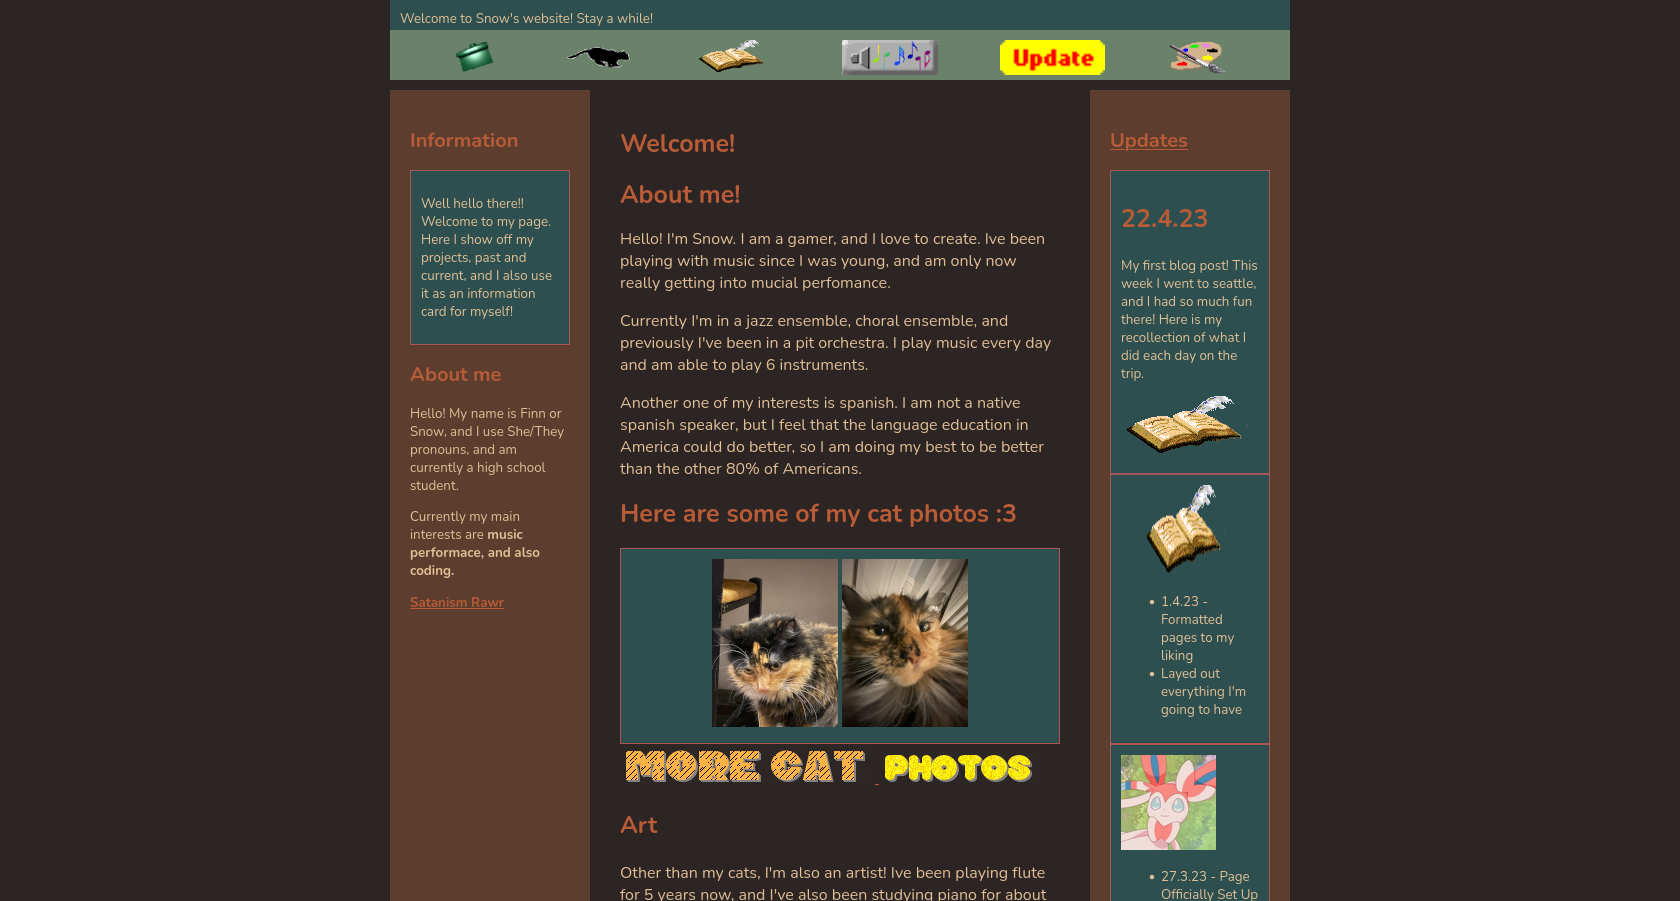 Welcome to Snow's website! Stay a while!
Update
Information
Well hello there!!
Welcome to my page.
Here I show off my
projects, past and
current, and I also use
it as an information
card for myself!
About me
Hello! My name is Finn or
Snow, and I use She/They
pronouns, and am
currently a high school
student.
Currently my main
interests are music
performace, and also
coding.
Satanism Rawr
Welcome!
About me!
Hello! I'm Snow. I am a gamer, and I love to create. Ive been
playing with music since I was young, and am only now
really getting into mucial perfomance.
Currently I'm in a jazz ensemble, choral ensemble, and
previously I've been in a pit orchestra. I play music every day
and am able to play 6 instruments.
Another one of my interests is spanish. I am not a native
spanish speaker, but I feel that the language education in
America could do better, so I am doing my best to be better
than the other 80% of Americans.
Here are some of my cat photos :3
MORE CAT PHOTOS
Art
Other than my cats, I'm also an artist! Ive been playing flute
for 5 years now, and I've also been studying piano for about
Updates
22.4.23
My first blog post! This
week I went to seattle,
and I had so much fun
there! Here is my
recollection of what I
did each day on the
trip.
• 1.4.23 -
Formatted
pages to my
liking
• Layed out
everything I'm
going to have
• 27.3.23 - Page
Officially Set Up